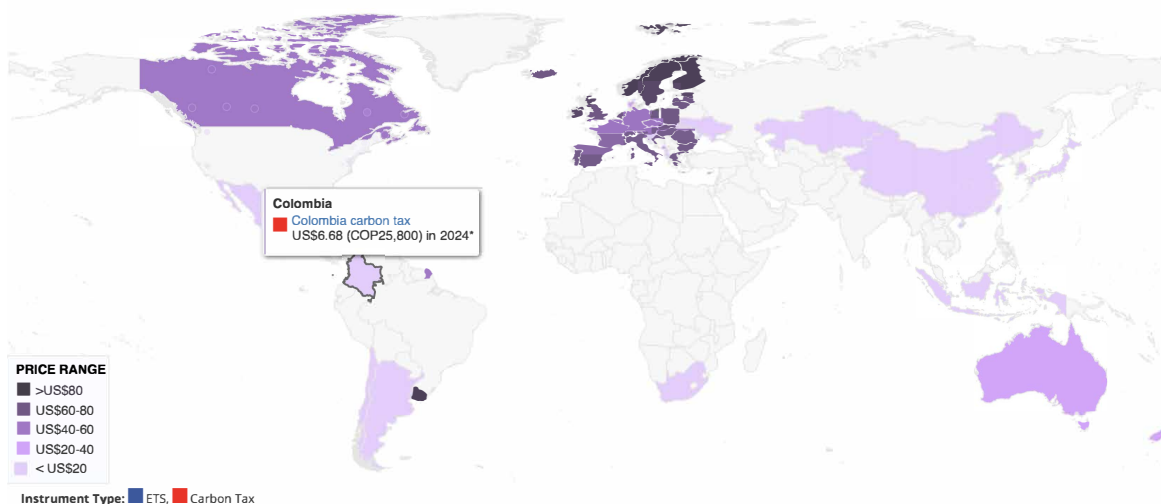 Colombia
Colombia carbon tax
US$6.68 (COP25,800) in 2024*
PRICE RANGE
>US$80
US$60-80
US$40-60
US$20-40
< US$20
Instrument Type: ETS, Carbon Tax